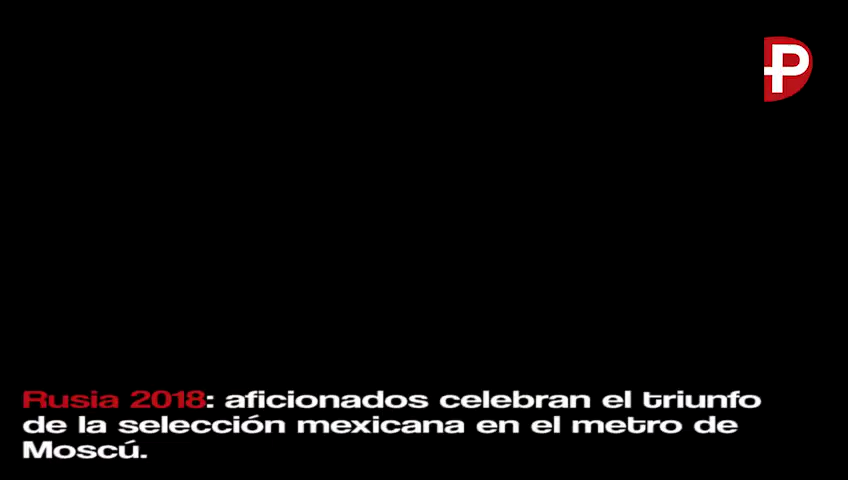 P
Rusia 2018: aficionados celebran el triunfo
de la selección mexicana en el metro de
Moscú.